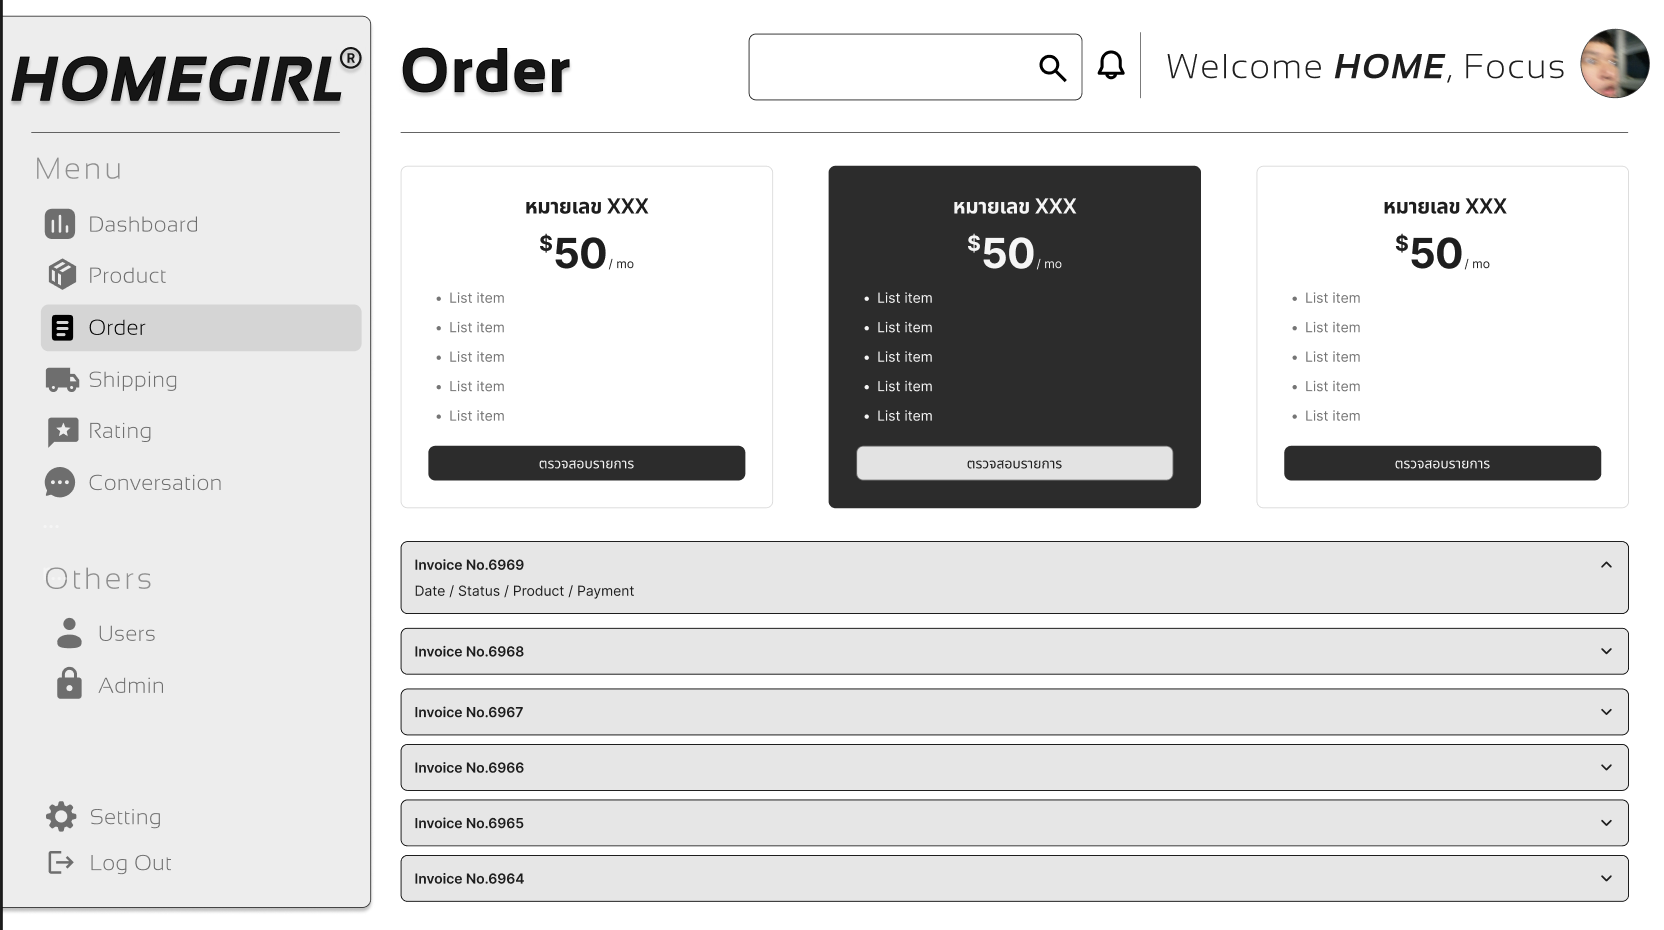 HOMEGIRL®
Menu
Dashboard
Product
Order
Shipping
Rating
Conversation
...
Others
Users
Admin
Setting
Log Out
Order
Welcome HOME, Focus
หมายเลข XXX
$50 / mo
List item
List item
List item
List item
List item
ตรวจสอบรายการ
หมายเลข XXX
$50 / mo
List item
List item
List item
List item
List item
ตรวจสอบรายการ
หมายเลข XXX
$50 / mo
List item
List item
List item
List item
List item
ตรวจสอบรายการ
Invoice No.6969
Date / Status / Product / Payment
Invoice No.6968
Invoice No.6967
Invoice No.6966
Invoice No.6965
Invoice No.6964